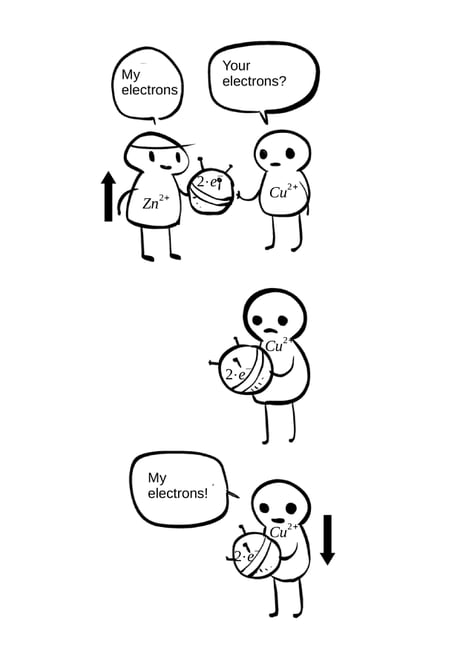 My
electrons
Your
electrons?
2·e⁻
Zn²⁺
Cu²⁺
Cu²
2·e⁻
My
electrons!
Cu²⁺
2·e⁻